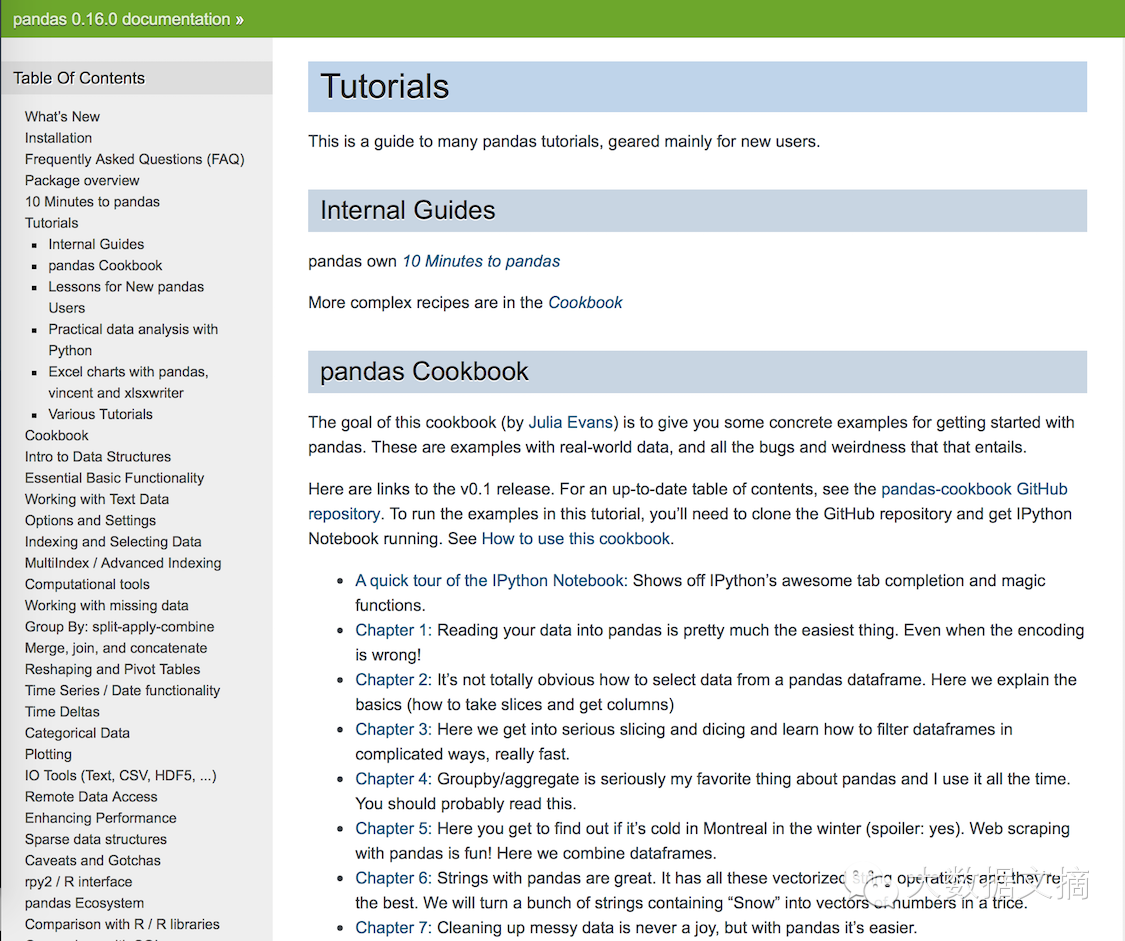 pandas 0.16.0 documentation »
Table Of Contents
What's New
Installation
Frequently Asked Questions (FAQ)
Package overview
10 Minutes to pandas
Tutorials
Internal Guides
pandas Cookbook
Lessons for New pandas
Users
Practical data analysis with
Python
Excel charts with pandas,
vincent and xlsxwriter
Various Tutorials
Cookbook
Intro to Data Structures
Essential Basic Functionality
Working with Text Data
Options and Settings
Indexing and Selecting Data
MultiIndex / Advanced Indexing
Computational tools
Working with missing data
Group By: split-apply-combine
Merge, join, and concatenate
Reshaping and Pivot Tables
Time Series / Date functionality
Time Deltas
Categorical Data
Plotting
IO Tools (Text, CSV, HDF5, ...)
Remote Data Access
Enhancing Performance
Sparse data structures
Caveats and Gotchas
rpy2 / R interface
pandas Ecosystem
Comparison with R / R libraries
Tutorials
This is a guide to many pandas tutorials, geared mainly for new users.
Internal Guides
pandas own 10 Minutes to pandas
More complex recipes are in the Cookbook
pandas Cookbook
The goal of this cookbook (by Julia Evans) is to give you some concrete examples for getting started with
pandas. These are examples with real-world data, and all the bugs and weirdness that that entails.
Here are links to the v0.1 release. For an up-to-date table of contents, see the pandas-cookbook GitHub
repository. To run the examples in this tutorial, you'll need to clone the GitHub repository and get IPython
Notebook running. See How to use this cookbook.
A quick tour of the IPython Notebook: Shows off IPython's awesome tab completion and magic
functions.
Chapter 1: Reading your data into pandas is pretty much the easiest thing. Even when the encoding
is wrong!
Chapter 2: It's not totally obvious how to select data from a pandas dataframe. Here we explain the
basics (how to take slices and get columns)
Chapter 3: Here we get into serious slicing and dicing and learn how to filter dataframes in
complicated ways, really fast.
Chapter 4: Groupby/aggregate is seriously my favorite thing about pandas and I use it all the time.
You should probably read this.
Chapter 5: Here you get to find out if it's cold in Montreal in the winter (spoiler: yes). Web scraping
with pandas is fun! Here we combine dataframes.
Chapter 6: Strings with pandas are great. It has all these vectorized string operations and they're
the best. We will turn a bunch of strings containing “Snow” into vectors of numbers in a trice.
Chapter 7: Cleaning up messy data is never a joy, but with pandas it's easier.
大数据文摘